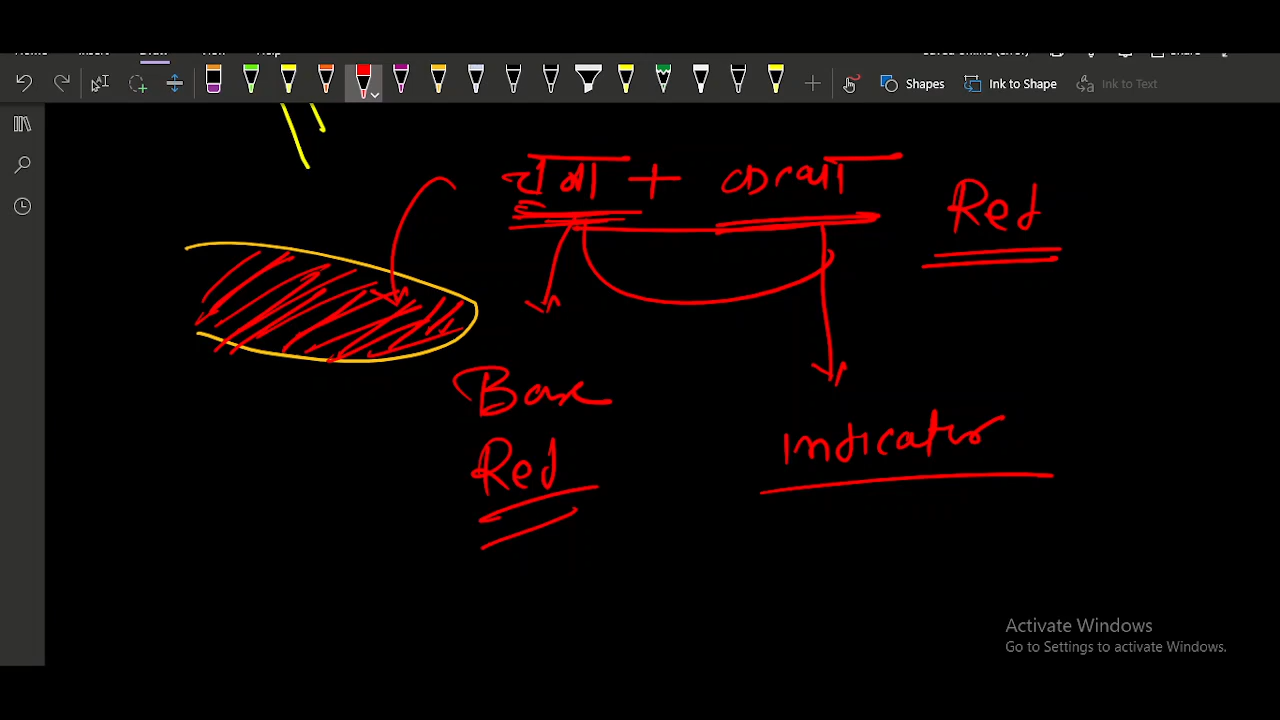 Shapes Ink to Shape Ink to Text
चूना + कत्था Red
Base
Red
Indicator
Activate Windows
Go to Settings to activate Windows.